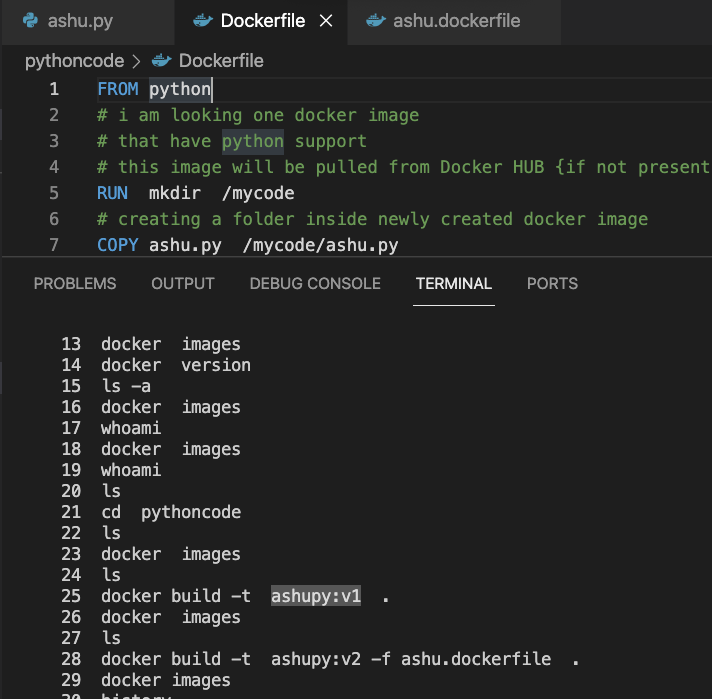 ashu.py Dockerfile ashu.dockerfile
pythoncode > Dockerfile
1 FROM python
2 # i am looking one docker image
3 # that have python support
4 # this image will be pulled from Docker HUB {if not present
5 RUN  mkdir  /mycode
6 # creating a folder inside newly created docker image
7 COPY ashu.py  /mycode/ashu.py
PROBLEMS OUTPUT DEBUG CONSOLE TERMINAL PORTS
13  docker  images
14  docker  version
15  ls -a
16  docker  images
17  whoami
18  docker  images
19  whoami
20  ls
21  cd  pythoncode
22  ls
23  docker  images
24  ls
25  docker build -t  ashupy:v1  .
26  docker  images
27  ls
28  docker build -t  ashupy:v2 -f ashu.dockerfile  .
29  docker images
30  history